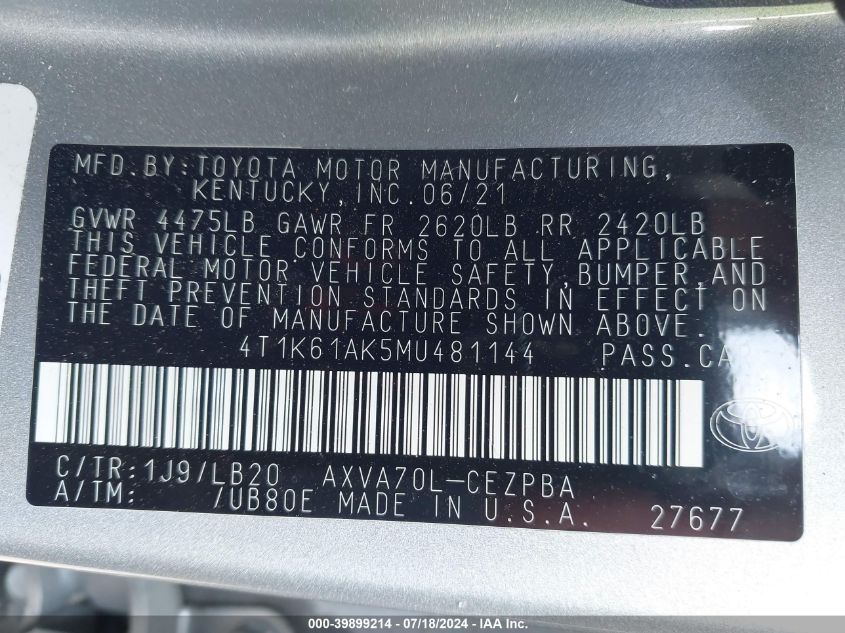 MFD.BY:TOYOTA MOTOR MANUFACTURING,
KENTUCKY,INC.06/21
GVWR 4475LB GAWR FR 2620LB RR 2420LB
THIS VEHICLE CONFORMS TO ALL APPLICABLE
FEDERAL MOTOR VEHICLE SAFETY,BUMPER,AND
THEFT PREVENTION STANDARDS IN EFFECT ON
THE DATE OF MANUFACTURE SHOWN ABOVE.
4T1K61AK5MU481144 PASS.CAR
C/TR:1J9/LB20 AXVA70L-CEZPBA
A/TM: /UB80E MADE IN U.S.A. 27677
000-39899214 - 07/18/2024 - IAA Inc.